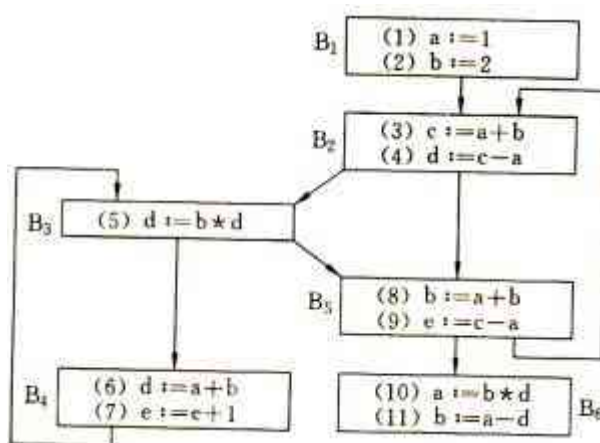 B₁
(1) a :=1
(2) b :=2
B₂
(3) c :=a+b
(4) d :=c-a
B₃
(5) d :=b*d
B₅
(8) b :=a+b
(9) e :=c-a
B₄
(6) d :=a+b
(7) e :=e+1
(10) a :=b*d
(11) b :=a-d
B₆